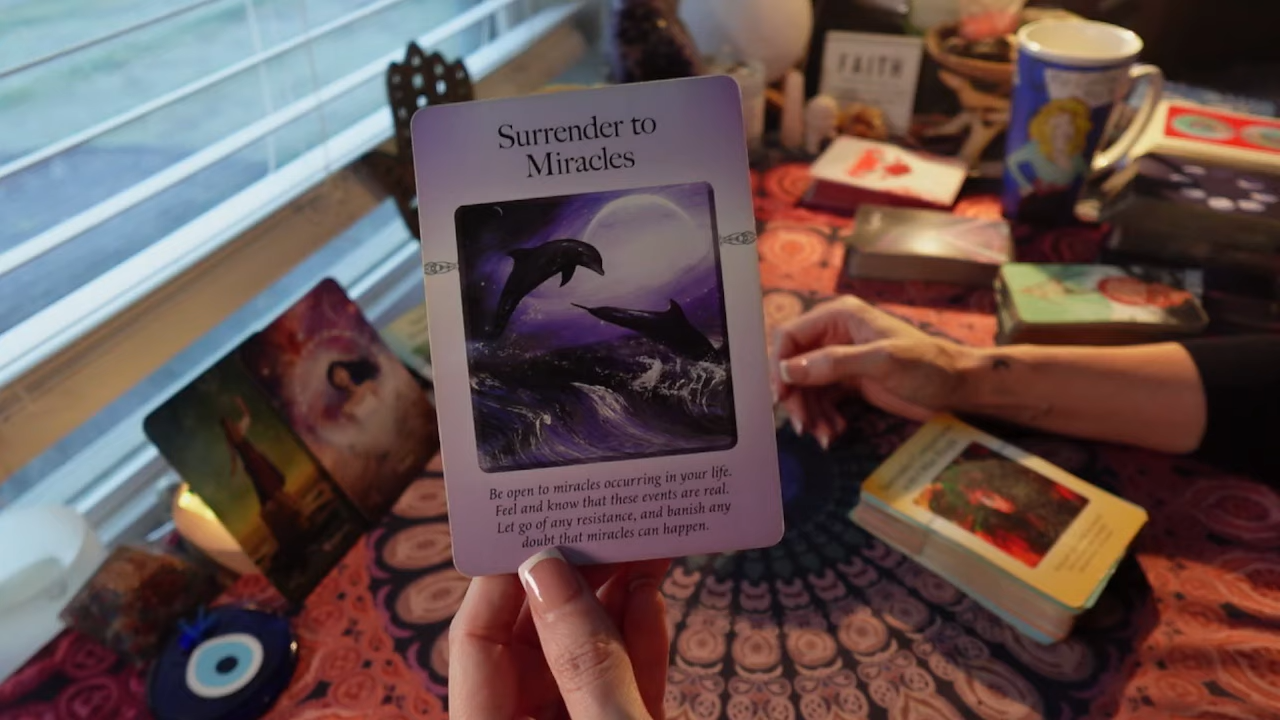 Surrender to
Miracles
Be open to miracles occurring in your life.
Feel and know that these events are real.
Let go of any resistance, and banish any
doubt that miracles can happen.
FAITH